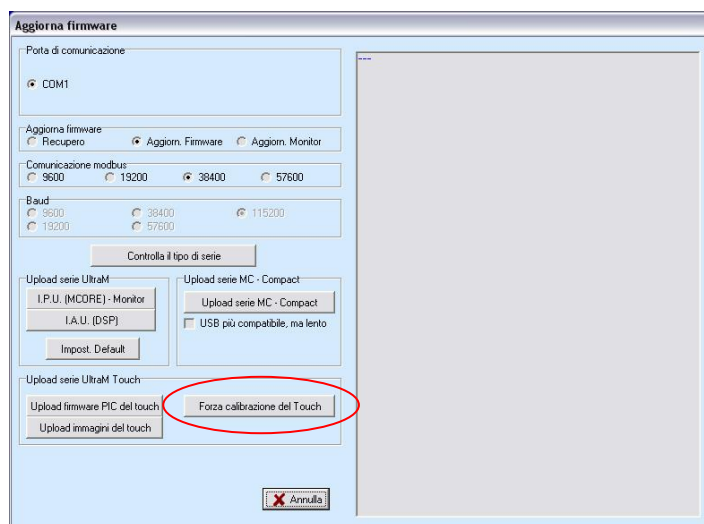 Aggiorna firmware
Porta di comunicazione
COM1
---
Aggiorna firmware
Recupero
Aggiorn. Firmware
Aggiorn. Monitor
Comunicazione modbus
9600
19200
38400
57600
Baud
9600
38400
115200
19200
57600
Controlla il tipo di serie
Upload serie UltraM
I.P.U. (MCORE) - Monitor
I.A.U. (DSP)
Impost. Default
Upload serie MC - Compact
Upload serie MC - Compact
USB più compatibile, ma lento
Upload serie UltraM Touch
Upload firmware PIC del touch
Forza calibrazione del Touch
Upload immagini del touch
Annulla